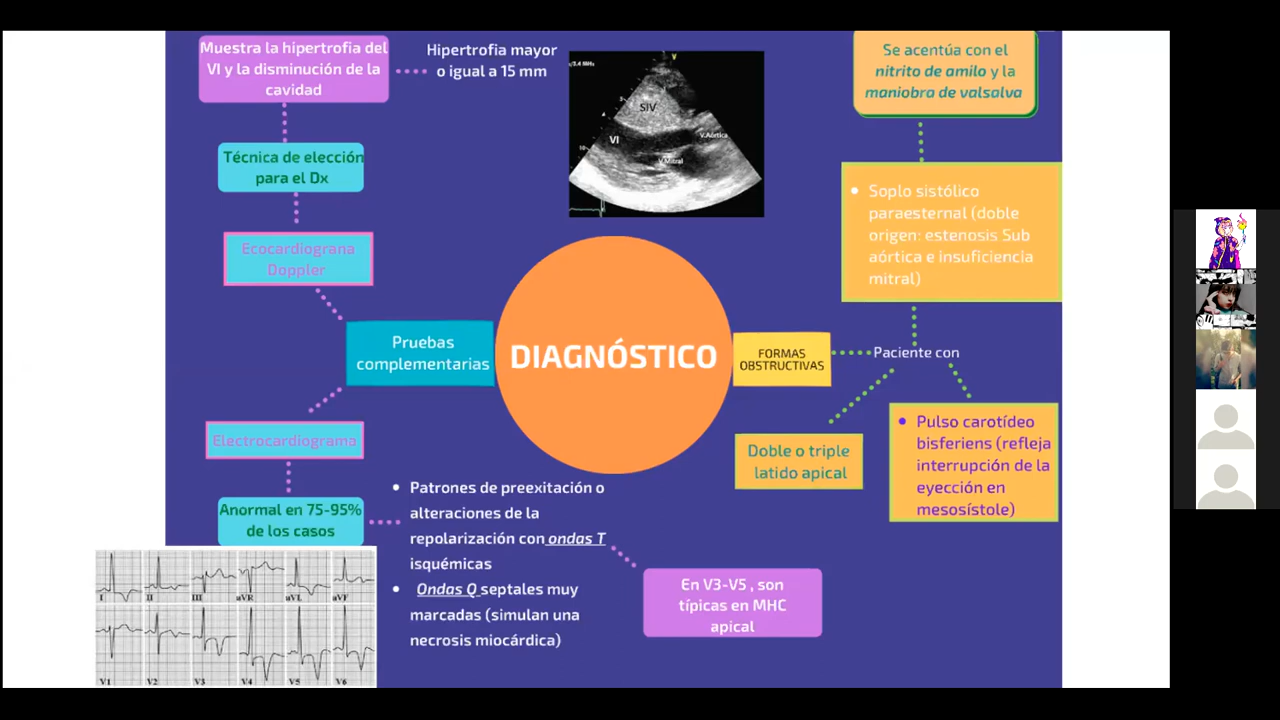 Muestra la hipertrofia del
VI y la disminución de la
cavidad
Hipertrofia mayor
o igual a 15 mm
Técnica de elección
para el Dx
Ecocardiograna
Doppler
Pruebas
complementarias
Electrocardiograma
Anormal en 75-95%
de los casos
I
II
III
aVR
aVL
aVF
V1
V2
V3
V4
V5
V6
• Patrones de preexitación o
alteraciones de la
repolarización con ondas T
isquémicas
• Ondas Q septales muy
marcadas (simulan una
necrosis miocárdica)
En V3-V5 , son
típicas en MHC
apical
V
SIV
VI
V.Aórtica
V.Mitral
10
DIAGNÓSTICO
FORMAS
OBSTRUCTIVAS
Paciente con
Se acentúa con el
nitrito de amilo y la
maniobra de valsalva
• Soplo sistólico
paraesternal (doble
origen: estenosis Sub
aórtica e insuficiencia
mitral)
Doble o triple
latido apical
• Pulso carotídeo
bisferiens (refleja
interrupción de la
eyección en
mesosístole)